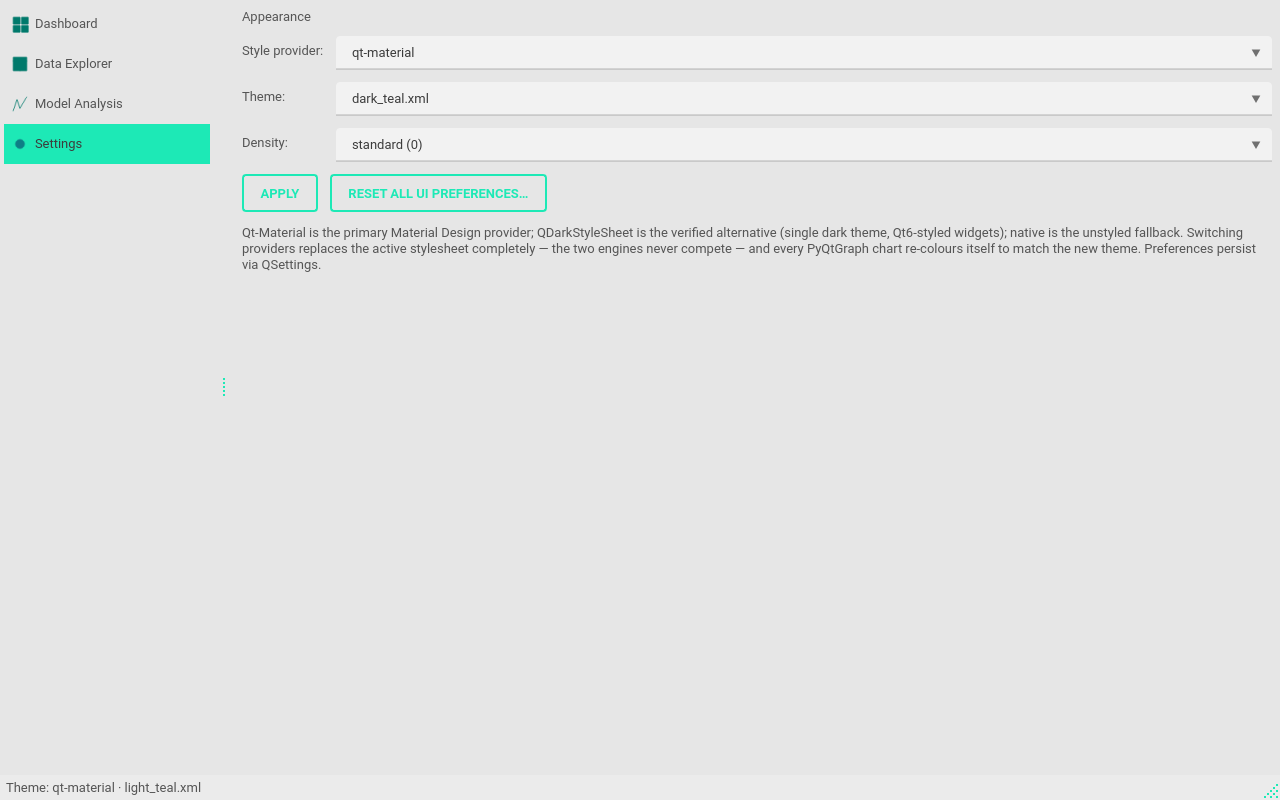 Dashboard
Data Explorer
Model Analysis
Settings
Appearance
Style provider:
qt-material
Theme:
dark_teal.xml
Density:
standard (0)
APPLY
RESET ALL UI PREFERENCES...
Qt-Material is the primary Material Design provider; QDarkStyleSheet is the verified alternative (single dark theme, Qt6-styled widgets); native is the unstyled fallback. Switching
providers replaces the active stylesheet completely — the two engines never compete — and every PyQtGraph chart re-colours itself to match the new theme. Preferences persist
via QSettings.
Theme: qt-material · light_teal.xml